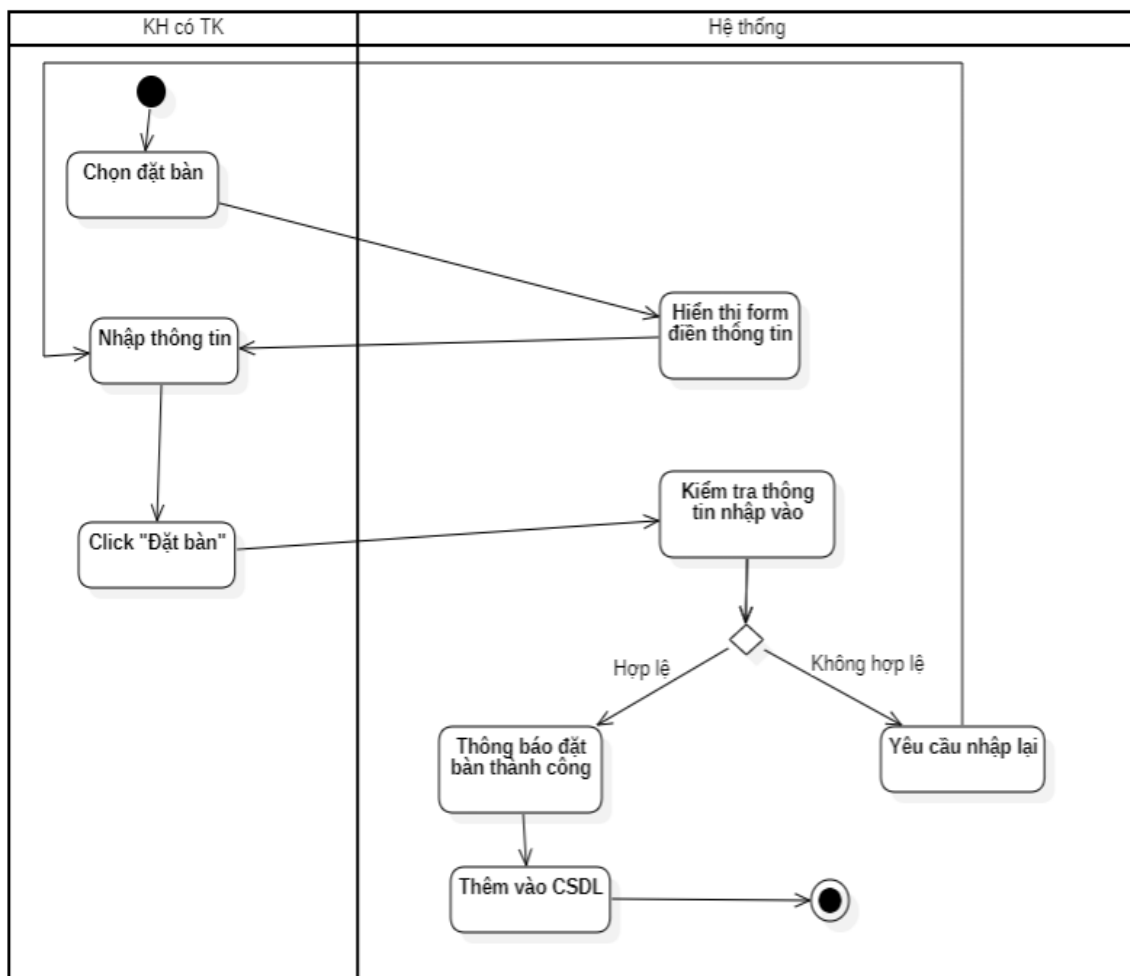 KH có TK
Hệ thống
Chọn đặt bàn
Hiển thị form
điền thông tin
Nhập thông tin
Kiểm tra thông
tin nhập vào
Click "Đặt bàn"
Hợp lệ
Không hợp lệ
Thông báo đặt
bàn thành công
Yêu cầu nhập lại
Thêm vào CSDL